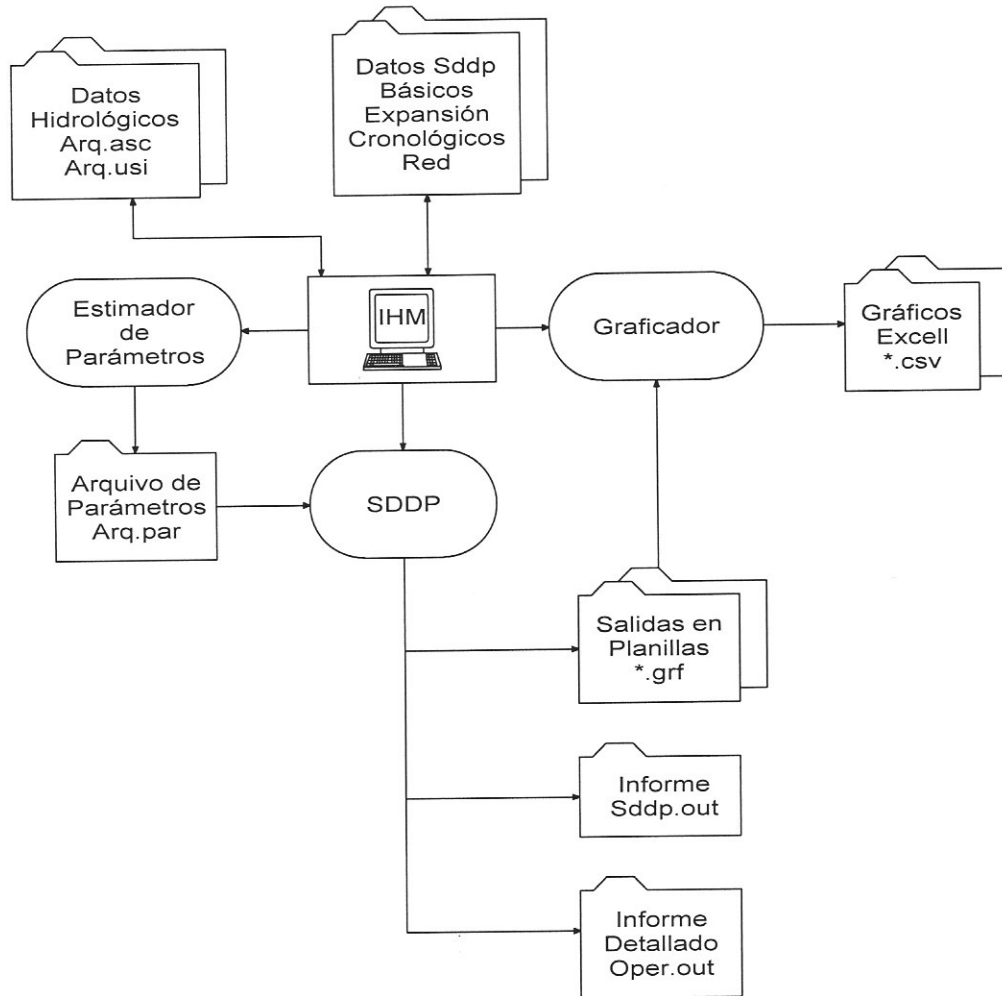 Datos
Hidrológicos
Arq.asc
Arq.usi
Datos Sddp
Básicos
Expansión
Cronológicos
Red
Estimador
de
Parámetros
IHM
Graficador
Gráficos
Excell
*.csv
Arquivo de
Parámetros
Arq.par
SDDP
Salidas en
Planillas
*.grf
Informe
Sddp.out
Informe
Detallado
Oper.out